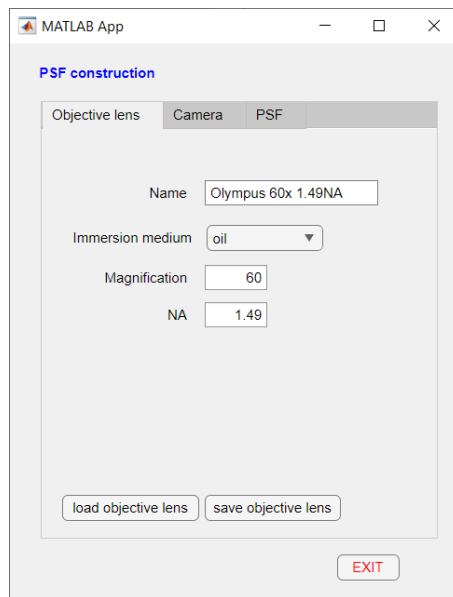 MATLAB App
PSF construction
Objective lens Camera PSF
Name Olympus 60x 1.49NA
Immersion medium oil
Magnification 60
NA 1.49
load objective lens save objective lens
EXIT